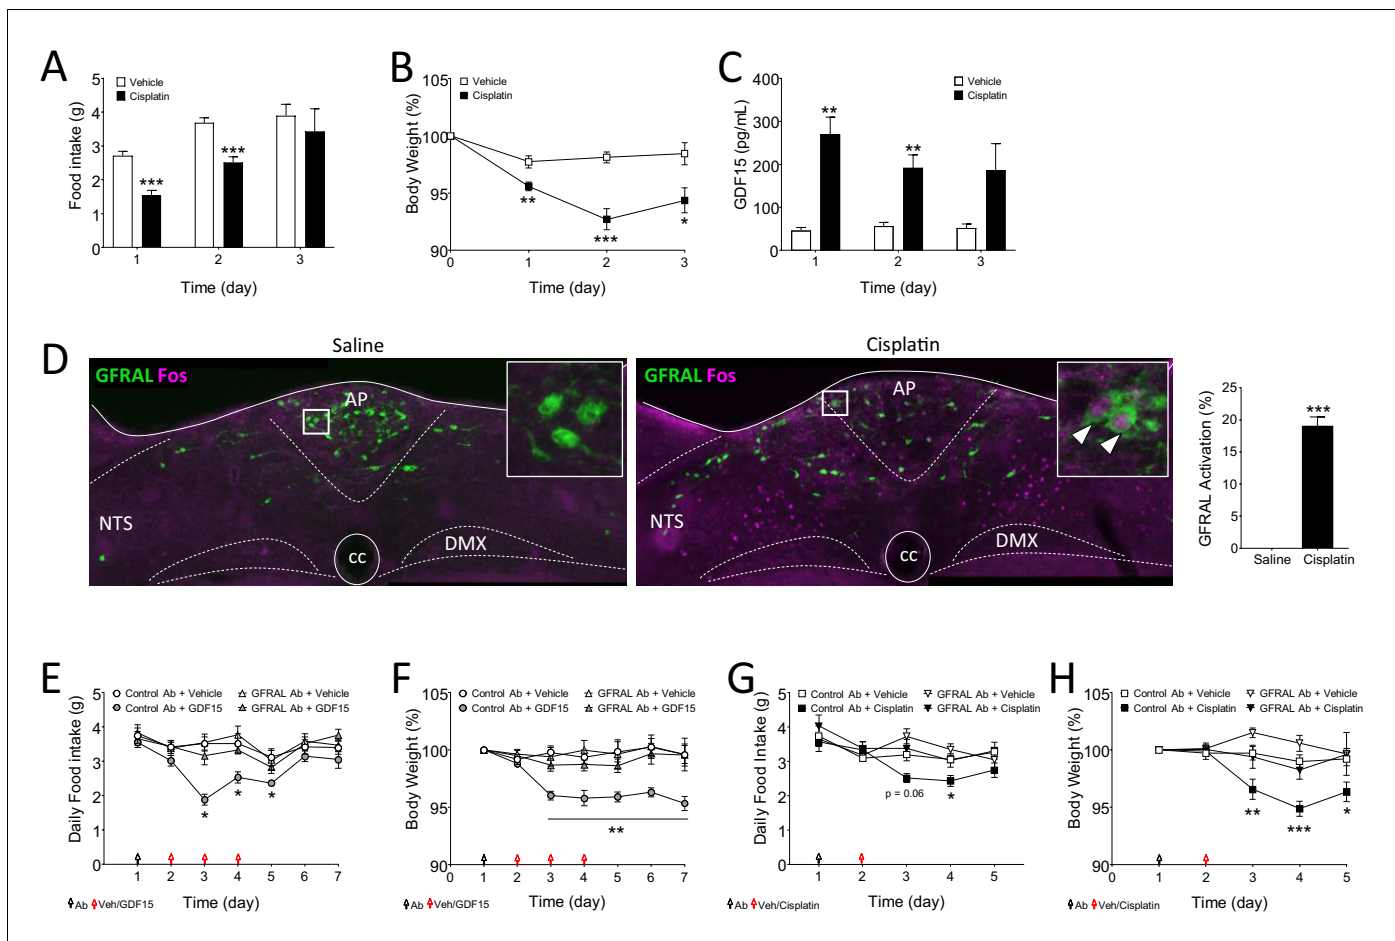 A
Vehicle
Cisplatin
Food intake (g)
5
4
3
2
1
0
***
***
1 2 3
Time (day)
B
Vehicle
Cisplatin
Body Weight (%)
105
100
95
90
**
***
*
0 1 2 3
Time (day)
C
Vehicle
Cisplatin
GDF15 (pg/mL)
400
300
200
100
0
**
**
1 2 3
Time (day)
D
Saline
GFRAL Fos
AP
NTS
cc
DMX
Cisplatin
GFRAL Fos
AP
NTS
cc
DMX
GFRAL Activation (%)
25
20
15
10
5
0
***
Saline Cisplatin
E
Control Ab + Vehicle GFRAL Ab + Vehicle
Control Ab + GDF15 GFRAL Ab + GDF15
Daily Food Intake (g)
5
4
3
2
1
0
*
*
*
1 2 3 4 5 6 7
Ab Veh/GDF15 Time (day)
F
Control Ab + Vehicle GFRAL Ab + Vehicle
Control Ab + GDF15 GFRAL Ab + GDF15
Body Weight (%)
105
100
95
90
**
0 1 2 3 4 5 6 7
Ab Veh/GDF15 Time (day)
G
Control Ab + Vehicle GFRAL Ab + Vehicle
Control Ab + Cisplatin GFRAL Ab + Cisplatin
Daily Food Intake (g)
5
4
3
2
1
0
p = 0.06
*
1 2 3 4 5
Ab Veh/Cisplatin Time (day)
H
Control Ab + Vehicle GFRAL Ab + Vehicle
Control Ab + Cisplatin GFRAL Ab + Cisplatin
Body Weight (%)
105
100
95
90
**
***
*
0 1 2 3 4 5
Ab Veh/Cisplatin Time (day)